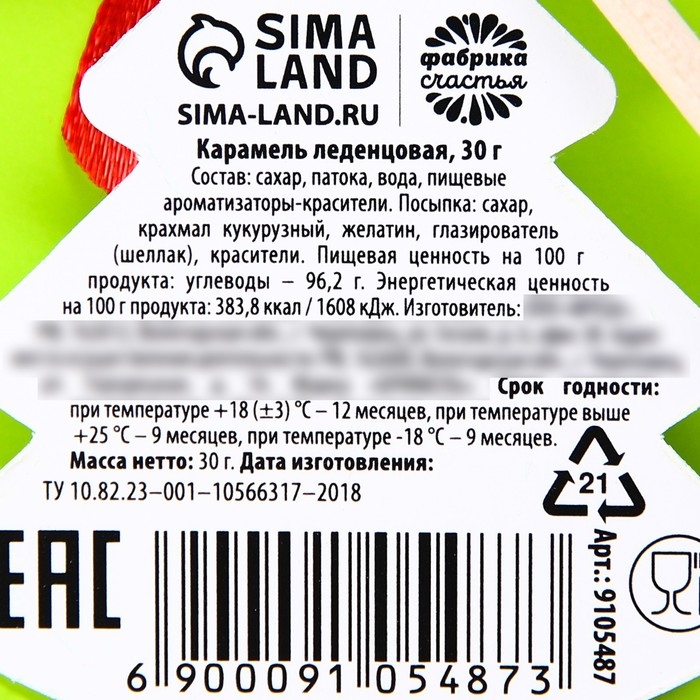 SIMA
LAND
SIMA-LAND.RU
фабрика
счастья
Карамель леденцовая, 30 г
Состав: сахар, патока, вода, пищевые
ароматизаторы-красители. Посыпка: сахар,
крахмал кукурузный, желатин, глазирователь
(шеллак), красители. Пищевая ценность на 100 г
продукта: углеводы – 96,2 г. Энергетическая ценность
на 100 г продукта: 383,8 ккал / 1608 кДж. Изготовитель:
Срок годности:
при температуре +18 (±3) °С – 12 месяцев, при температуре выше
+25 °С – 9 месяцев, при температуре -18 °С – 9 месяцев.
Масса нетто: 30 г. Дата изготовления:
ТУ 10.82.23–001–10566317–2018
21
EAC
Арт.: 9105487
6 900091 054873